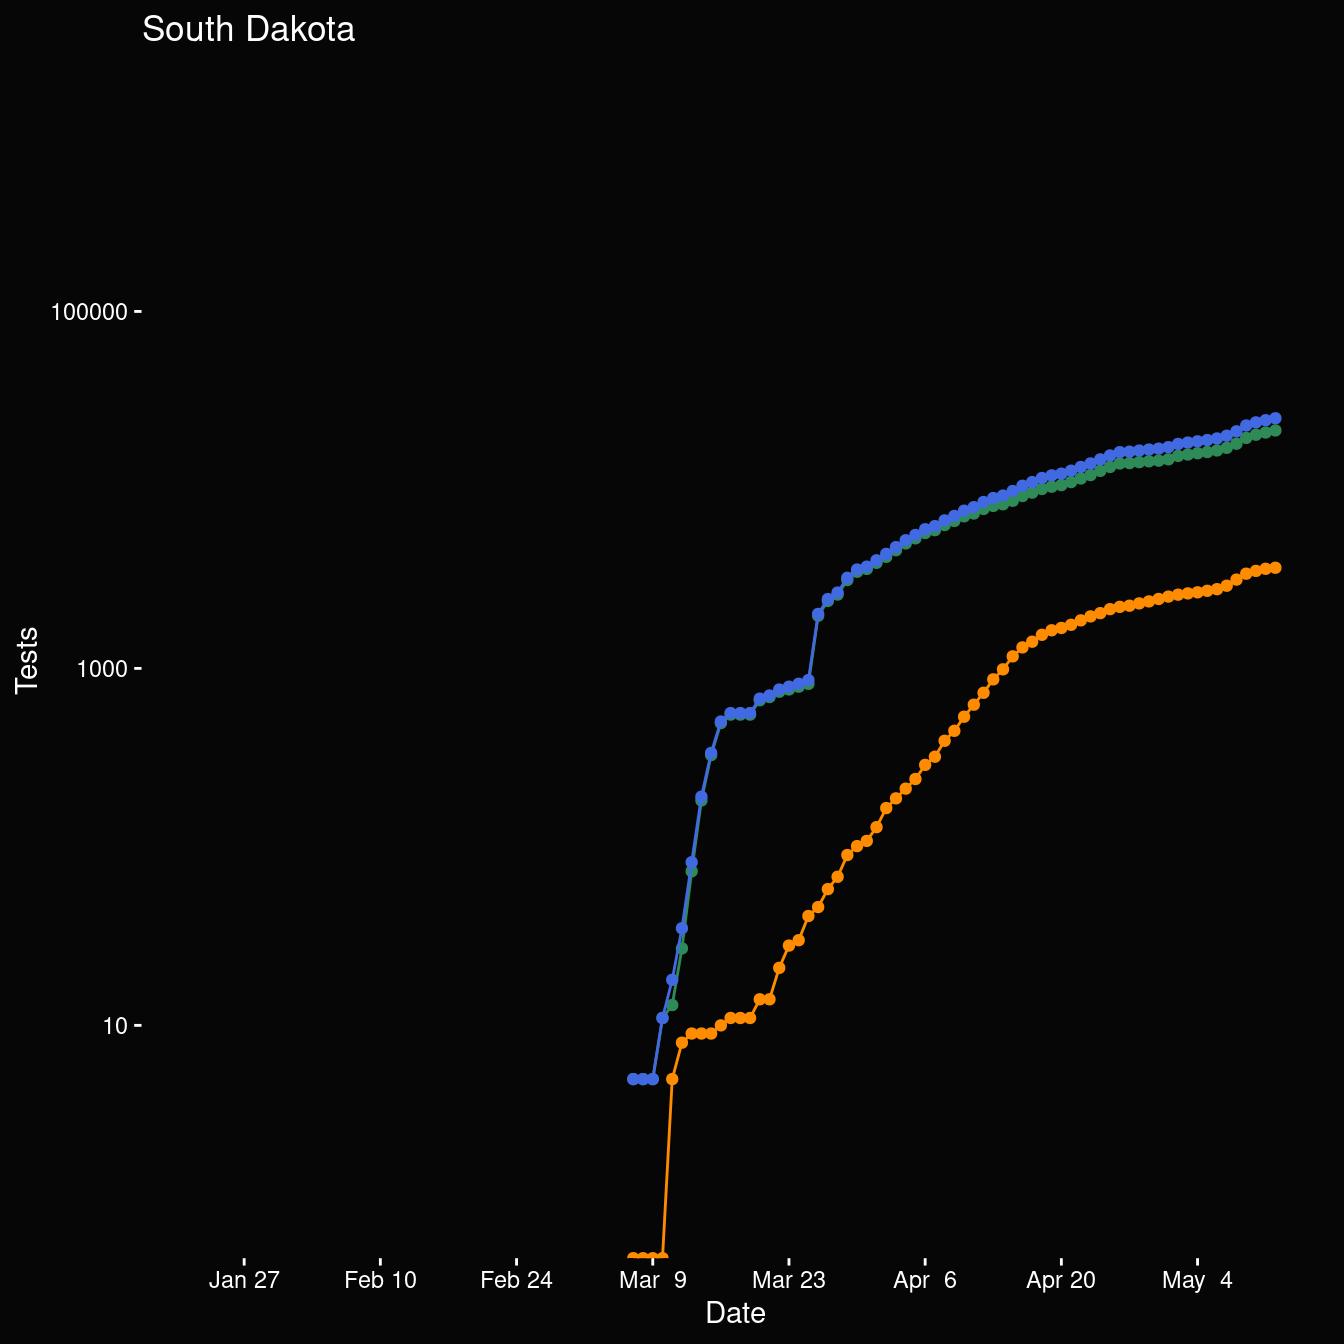 South Dakota
100000
1000
10
Tests
Jan 27
Feb 10
Feb 24
Mar  9
Mar 23
Apr  6
Apr 20
May  4
Date